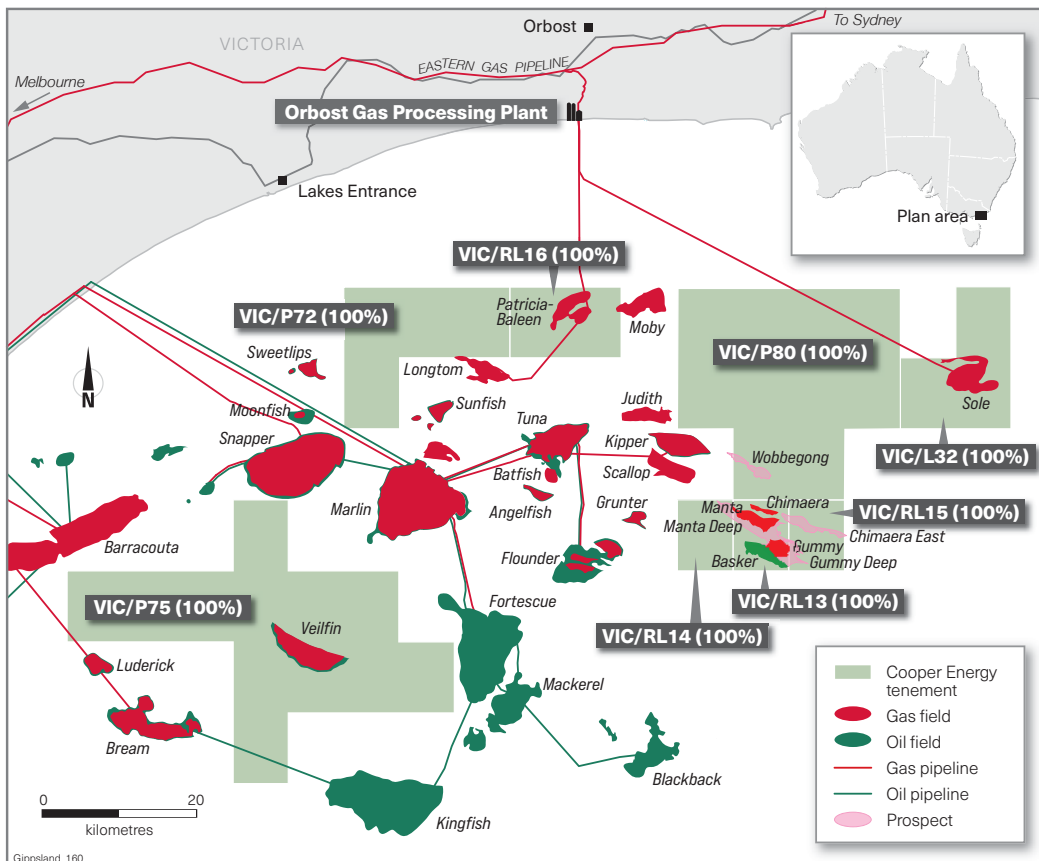 To Sydney
Orbost
VICTORIA
EASTERN GAS PIPELINE
Melbourne
Orbost Gas Processing Plant
Lakes Entrance
Plan area
VIC/RL16 (100%)
VIC/P72 (100%)
Patricia-
Baleen
Moby
VIC/P80 (100%)
Sweetlips
Longtom
N
Sole
Moonfish
Sunfish
Judith
Snapper
Tuna
Kipper
VIC/L32 (100%)
Wobbegong
Batfish
Scallop
Marlin
Angelfish
Grunter
Manta
Chimaera
VIC/RL15 (100%)
Manta Deep
Chimaera East
Barracouta
Flounder
Gummy
Basker
Gummy Deep
VIC/P75 (100%)
Fortescue
VIC/RL13 (100%)
Veilfin
VIC/RL14 (100%)
Luderick
Mackerel
Bream
Blackback
Kingfish
Cooper Energy
tenement
Gas field
Oil field
Gas pipeline
Oil pipeline
Prospect
0 20
kilometres
Gippsland_160